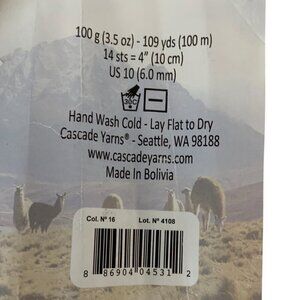 100 g (3.5 oz) - 109 yds (100 m)
14 sts = 4" (10 cm)
US 10 (6.0 mm)
30C
Hand Wash Cold - Lay Flat to Dry
Cascade Yarns® - Seattle, WA 98188
www.cascadeyarns.com
Made In Bolivia
Col. Nº 16 Lot. Nº 4108
8 86904 04531 2